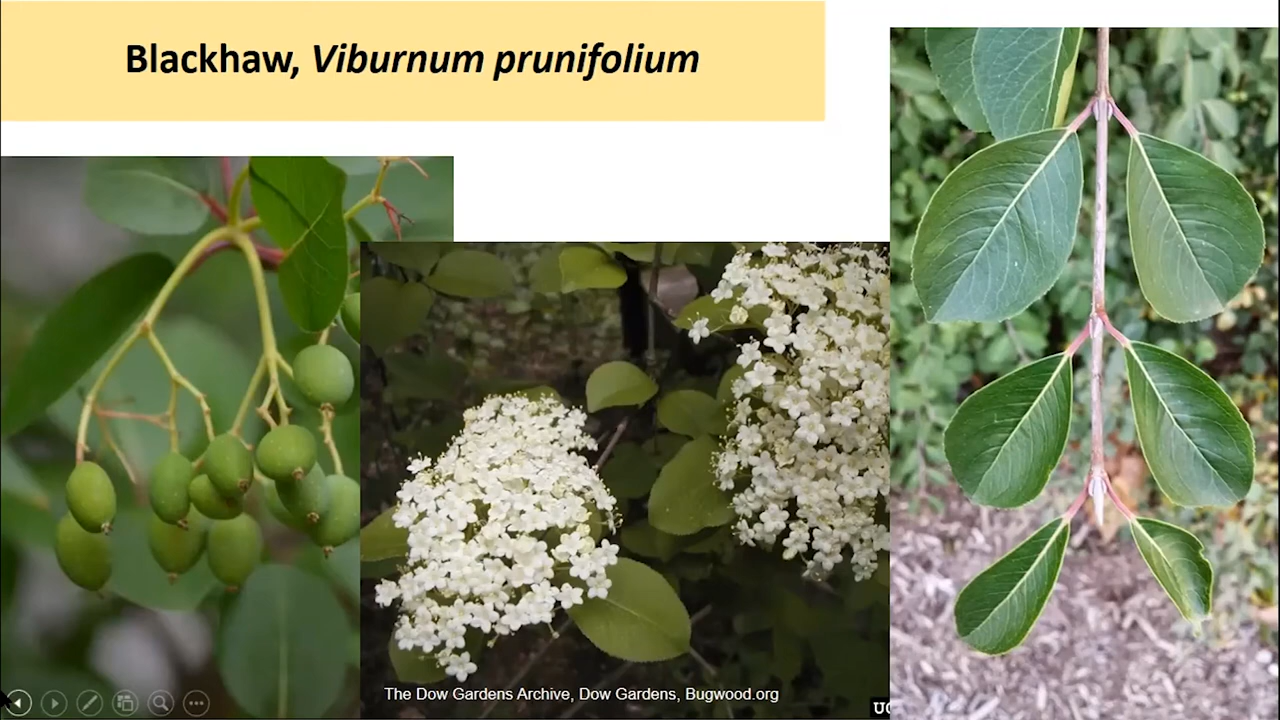 Blackhaw, Viburnum prunifolium
The Dow Gardens Archive, Dow Gardens, Bugwood.org